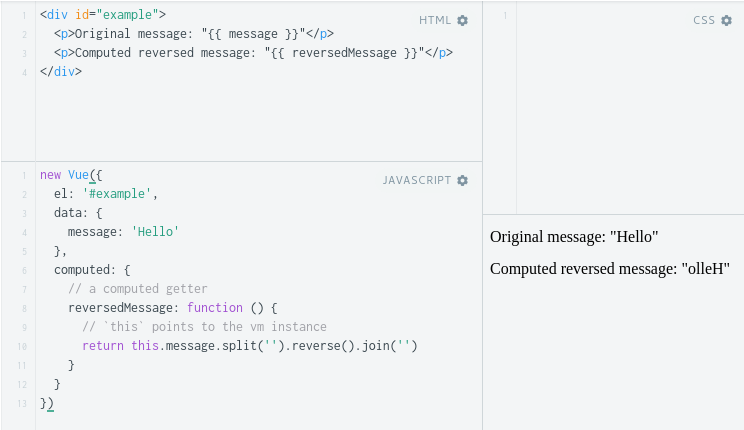 HTML
1 <div id="example">
2   <p>Original message: "{{ message }}"</p>
3   <p>Computed reversed message: "{{ reversedMessage }}"</p>
4 </div>
CSS
1
JAVASCRIPT
1 new Vue({
2   el: '#example',
3   data: {
4     message: 'Hello'
5   },
6   computed: {
7     // a computed getter
8     reversedMessage: function () {
9       // `this` points to the vm instance
10       return this.message.split('').reverse().join('')
11     }
12   }
13 })
Original message: "Hello"
Computed reversed message: "olleH"